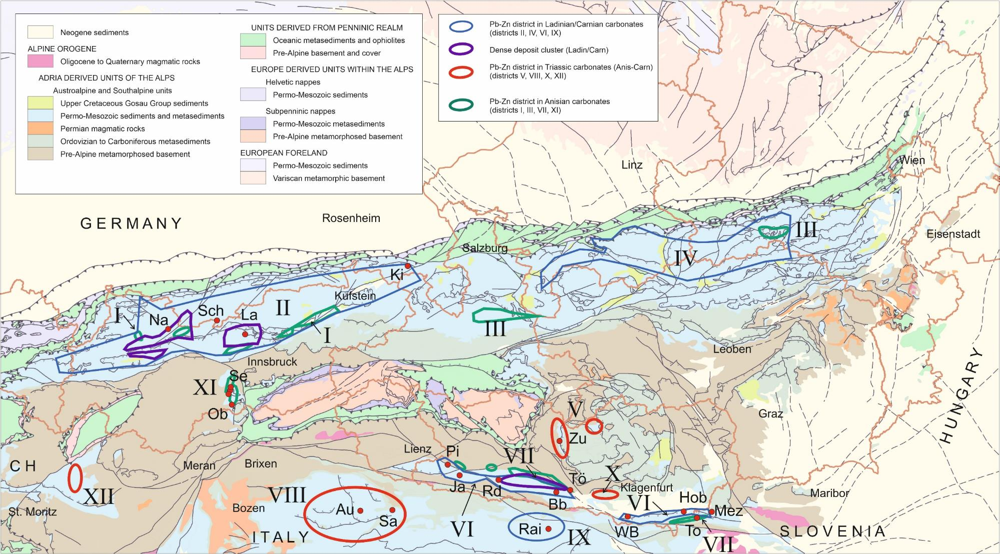 Neogene sediments
ALPINE OROGENE
Oligocene to Quaternary magmatic rocks
ADRIA DERIVED UNITS OF THE ALPS
Austroalpine and Southalpine units
Upper Cretaceous Gosau Group sediments
Permo-Mesozoic sediments and metasediments
Permian magmatic rocks
Ordovizian to Carboniferous metasediments
Pre-Alpine metamorphosed basement
UNITS DERIVED FROM PENNINIC REALM
Oceanic metasediments and ophiolites
Pre-Alpine basement and cover
EUROPE DERIVED UNITS WITHIN THE ALPS
Helvetic nappes
Permo-Mesozoic sediments
Subpenninic nappes
Permo-Mesozoic metasediments
Pre-Alpine metamorphosed basement
EUROPEAN FORELAND
Permo-Mesozoic sediments
Variscan metamorphic basement
Pb-Zn district in Ladinian/Carnian carbonates
(districts II, IV, VI, IX)
Dense deposit cluster (Ladin/Carn)
Pb-Zn district in Triassic carbonates (Anis-Carn)
(districts V, VIII, X, XII)
Pb-Zn district in Anisian carbonates
(districts I, III, VII, XI)
Linz
Wien
GERMANY
Rosenheim
Salzburg
III
Eisenstadt
IV
Ki
Kufstein
II
I
Na
Sch
La
I
III
Leoben
Innsbruck
Se
XI
Ob
HUNGARY
Graz
V
Zu
Lienz
Pi
VII
CH
Meran
Brixen
XII
Ja
Rd
Tö
X
Klagenfurt
Maribor
St. Moritz
VIII
Bozen
Au
Sa
Bb
VI
Hob
Mez
ITALY
VI
Rai
IX
WB
To
VII
SLOVENIA